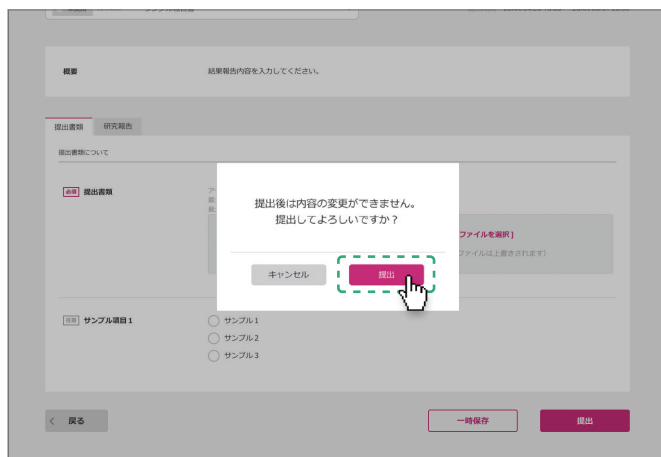 概要
結果報告内容を入力してください。
提出書類 研究報告
提出書類について
必須 提出書類
提出後は内容の変更ができません。
提出してよろしいですか？
ファイルを選択］
ファイルは上書きされます）
キャンセル 提出
任意 サンプル項目1
サンプル1
サンプル2
サンプル3
戻る 一時保存 提出